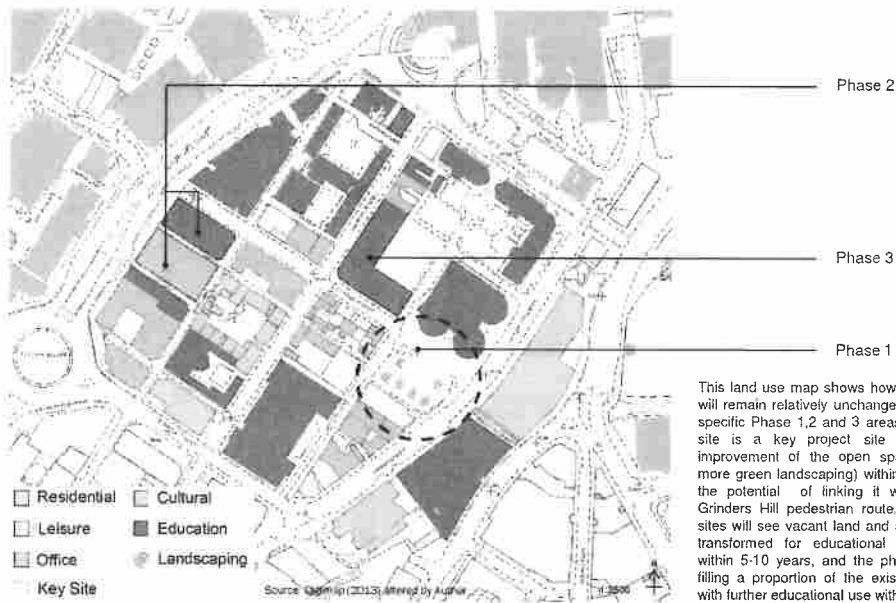 Phase 2
Phase 3
Phase 1
This land use map shows how
will remain relatively unchange
specific Phase 1,2 and 3 areas
site is a key project site
improvement of the open sp
more green landscaping) within
the potential of linking it w
Grinders Hill pedestrian route
sites will see vacant land and
transformed for educational
within 5-10 years, and the ph
filling a proportion of the exis
with further educational use with
Residential
Cultural
Leisure
Education
Office
Landscaping
Key Site
Source: Digimap (2013) altered by Author